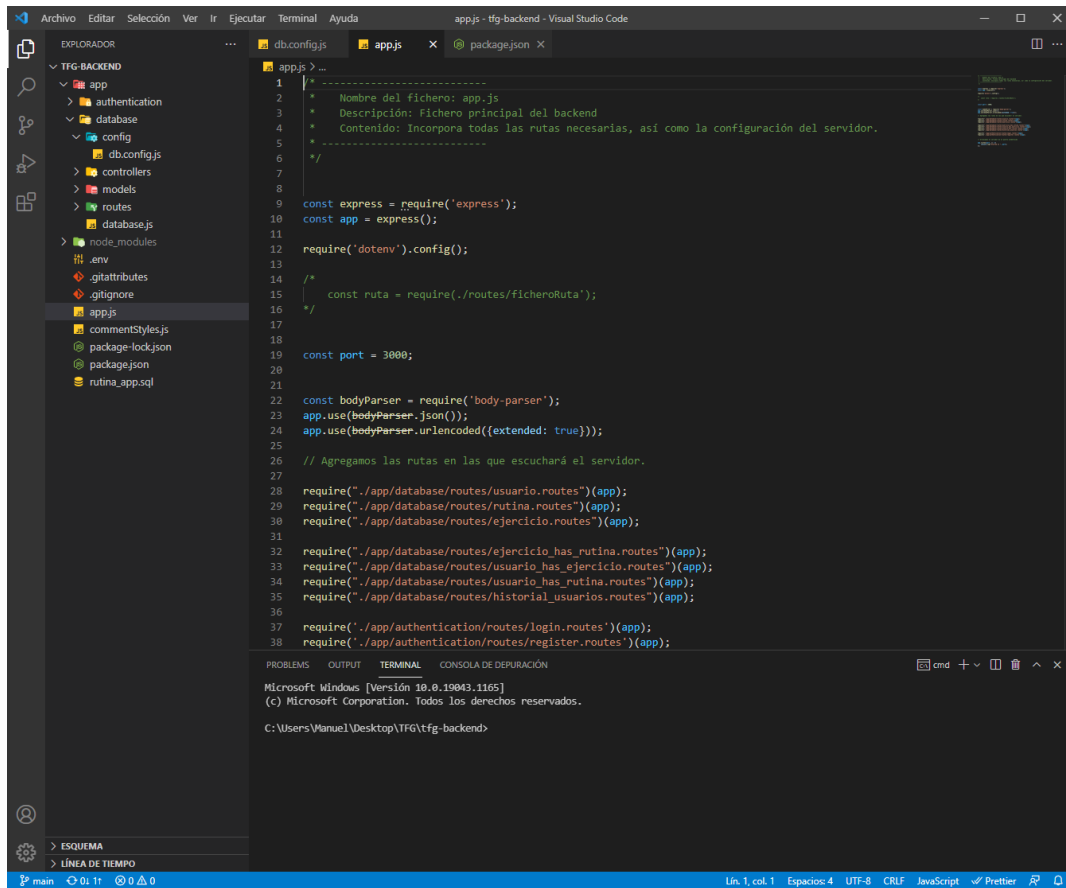 Archivo Editar Selección Ver Ir Ejecutar Terminal Ayuda
app.js - tfg-backend - Visual Studio Code
EXPLORADOR
TFG-BACKEND
app
authentication
database
config
db.config.js
controllers
models
routes
database.js
node_modules
.env
.gitattributes
.gitignore
app.js
commentStyles.js
package-lock.json
package.json
rutina_app.sql
ESQUEMA
LÍNEA DE TIEMPO
db.config.js app.js package.json
app.js > ...
1 /* ---------------------------
2 * Nombre del fichero: app.js
3 * Descripción: Fichero principal del backend
4 * Contenido: Incorpora todas las rutas necesarias, así como la configuración del servidor.
5 * ---------------------------
6 */
7
8
9 const express = require('express');
10 const app = express();
11
12 require('dotenv').config();
13
14 /*
15 const ruta = require(./routes/ficheroRuta');
16 */
17
18
19 const port = 3000;
20
21
22 const bodyParser = require('body-parser');
23 app.use(bodyParser.json());
24 app.use(bodyParser.urlencoded({extended: true}));
25
26 // Agregamos las rutas en las que escuchará el servidor.
27
28 require("./app/database/routes/usuario.routes")(app);
29 require("./app/database/routes/rutina.routes")(app);
30 require("./app/database/routes/ejercicio.routes")(app);
31
32 require("./app/database/routes/ejercicio_has_rutina.routes")(app);
33 require("./app/database/routes/usuario_has_ejercicio.routes")(app);
34 require("./app/database/routes/usuario_has_rutina.routes")(app);
35 require("./app/database/routes/historial_usuarios.routes")(app);
36
37 require('./app/authentication/routes/login.routes')(app);
38 require('./app/authentication/routes/register.routes')(app);
PROBLEMS OUTPUT TERMINAL CONSOLA DE DEPURACIÓN
cmd
Microsoft Windows [Versión 10.0.19043.1165]
(c) Microsoft Corporation. Todos los derechos reservados.
C:\Users\Manuel\Desktop\TFG\tfg-backend>
main 0↓ 1↑ 0 0
Lín. 1, col. 1 Espacios: 4 UTF-8 CRLF JavaScript Prettier